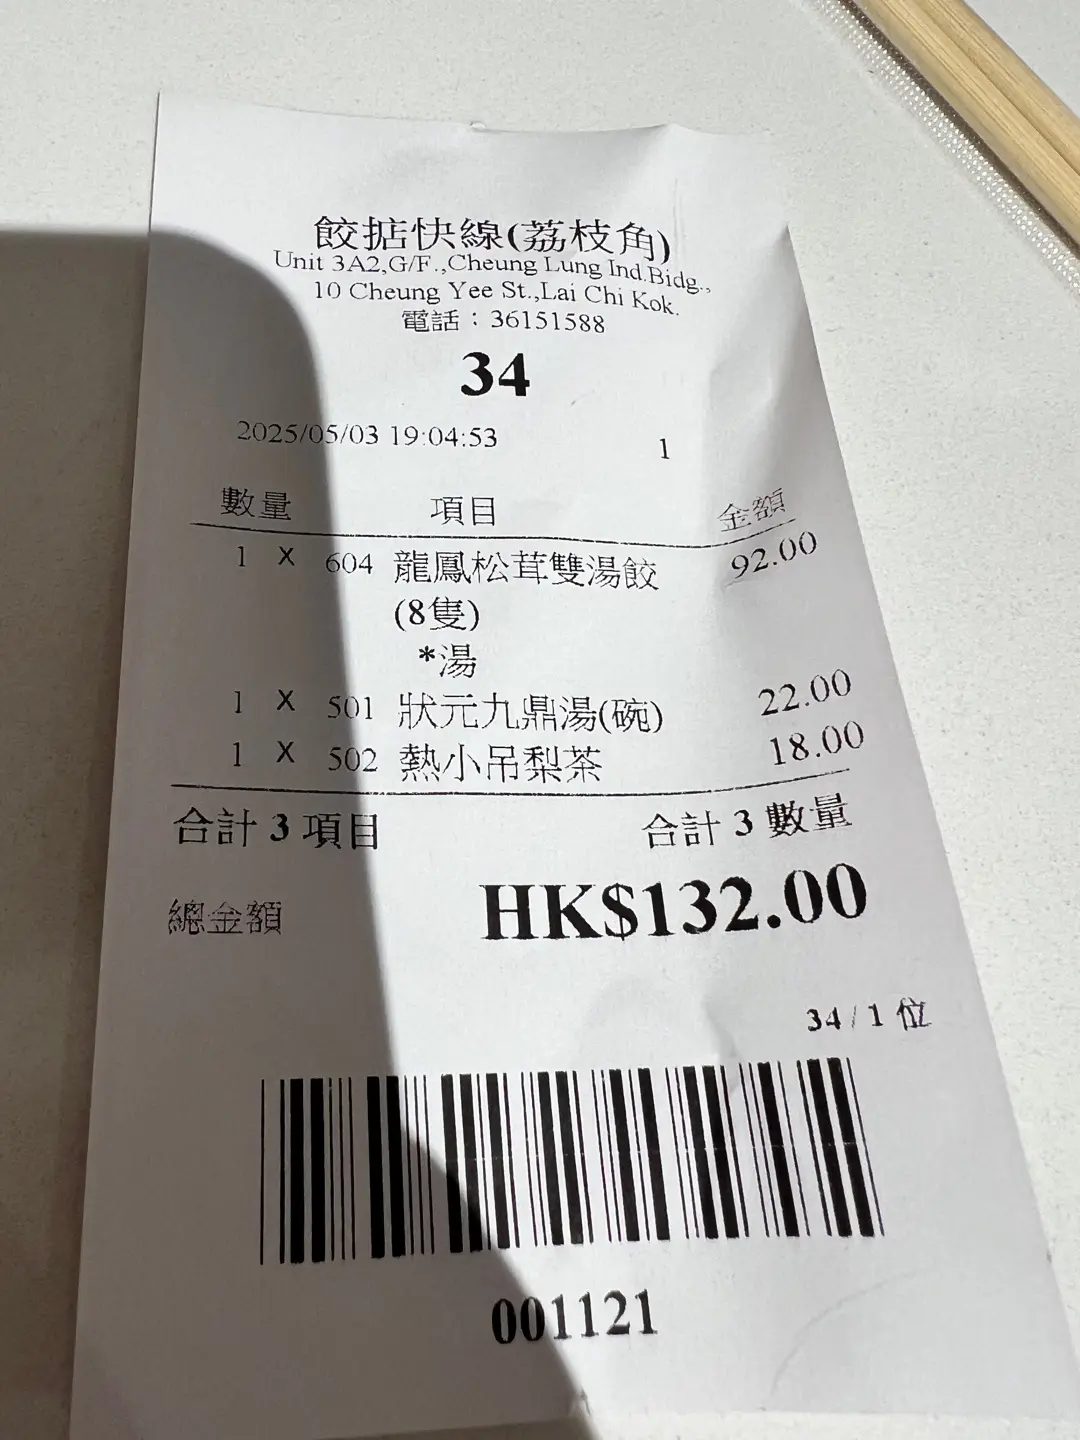 餃掂快線(荔枝角)
Unit 3A2,G/F.,Cheung Lung Ind.Bidg.,
10 Cheung Yee St.,Lai Chi Kok.
電話：36151588
34
2025/05/03 19:04:53 1
數量 項目 金額
1 X 604 龍鳳松茸雙湯餃 92.00
(8隻)
*湯
1 X 501 狀元九鼎湯(碗) 22.00
1 X 502 熱小吊梨茶 18.00
合計 3 項目 合計 3 數量
總金額 HK$132.00
34 / 1 位
001121